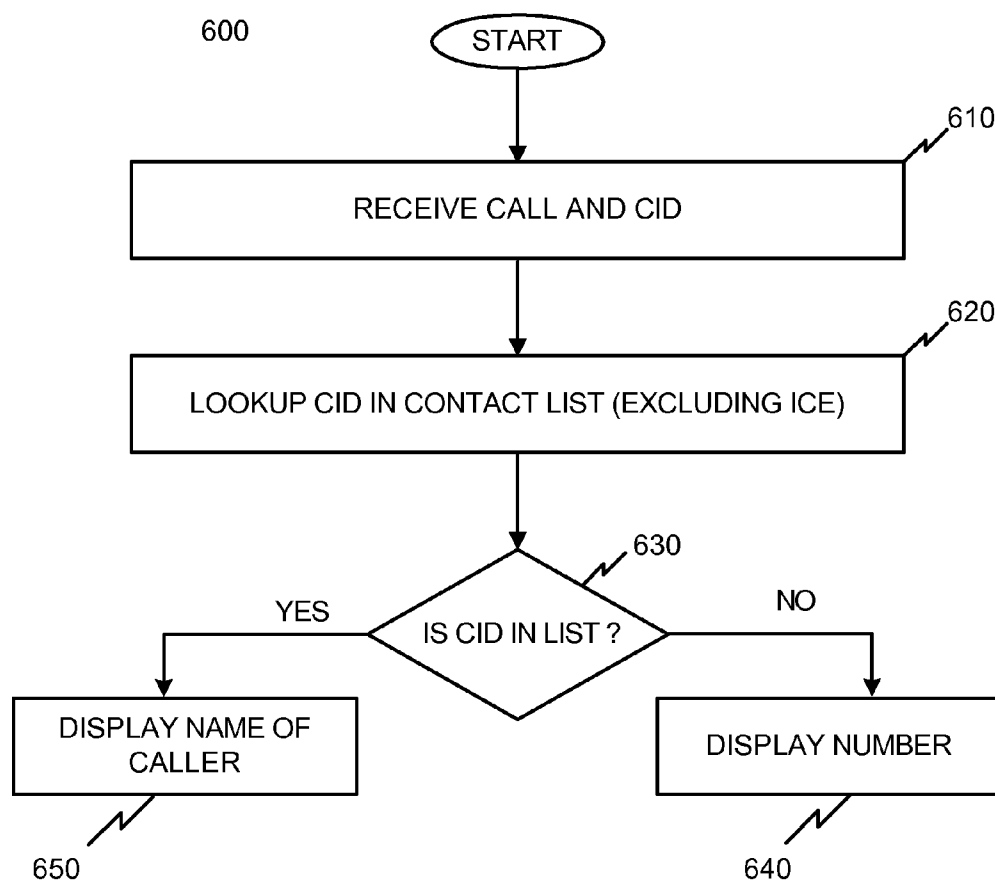 600
START
610
RECEIVE CALL AND CID
620
LOOKUP CID IN CONTACT LIST (EXCLUDING ICE)
630
IS CID IN LIST ?
YES
NO
DISPLAY NAME OF
CALLER
DISPLAY NUMBER
650
640